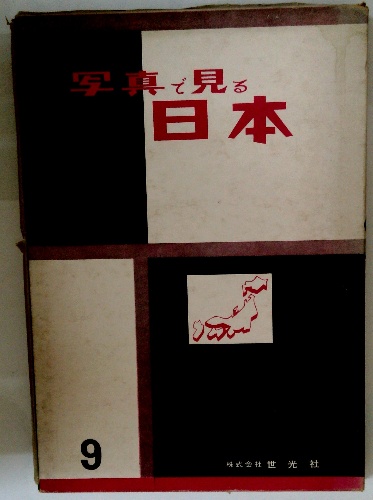 写真で見る
日本
9
株式会社 世光社